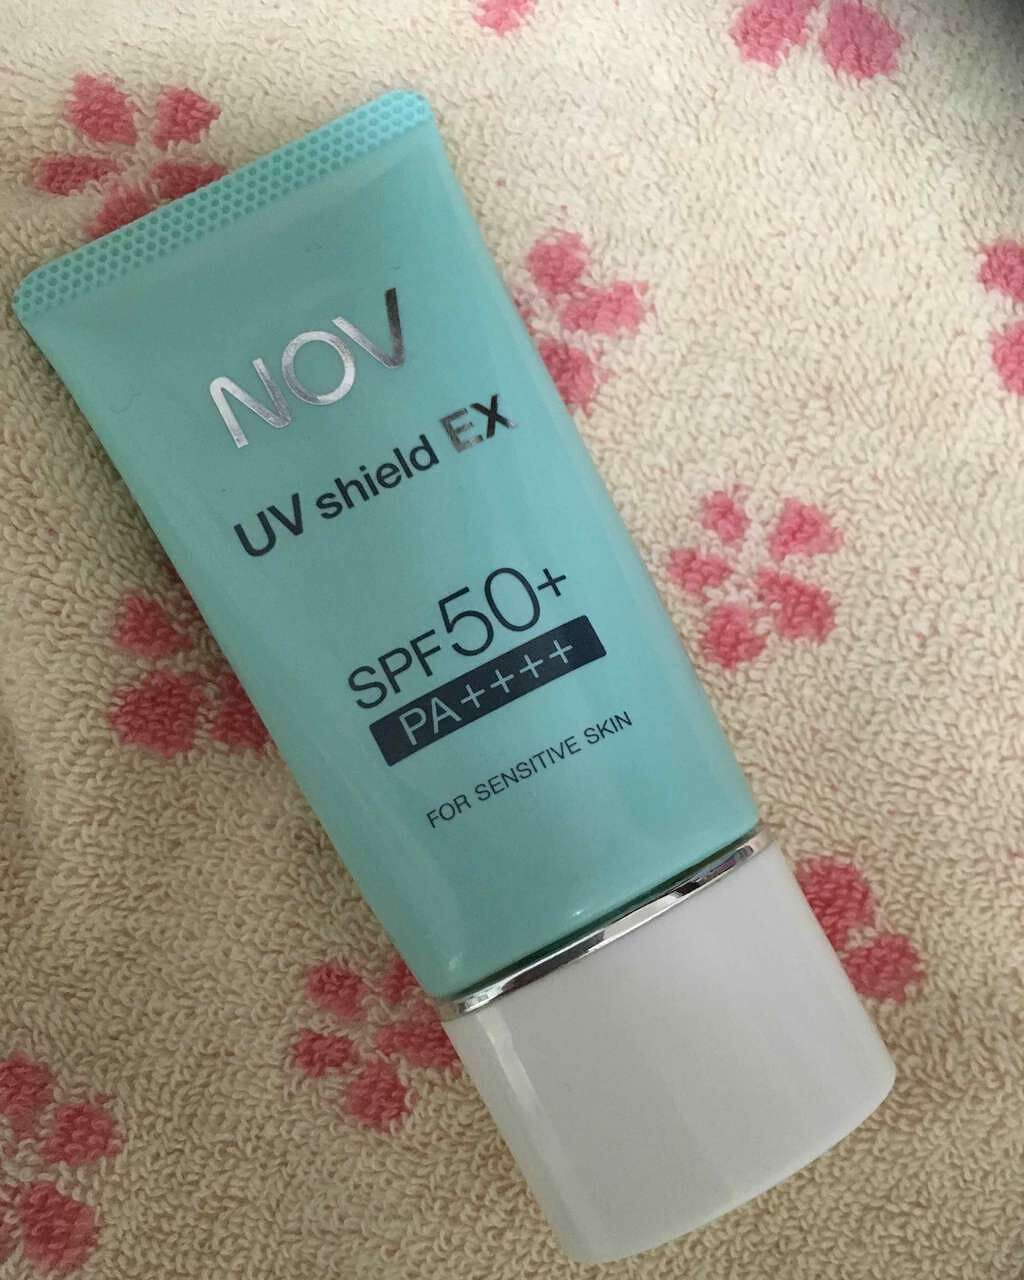 NOV
UV shield EX
SPF50+
PA++++
FOR SENSITIVE SKIN